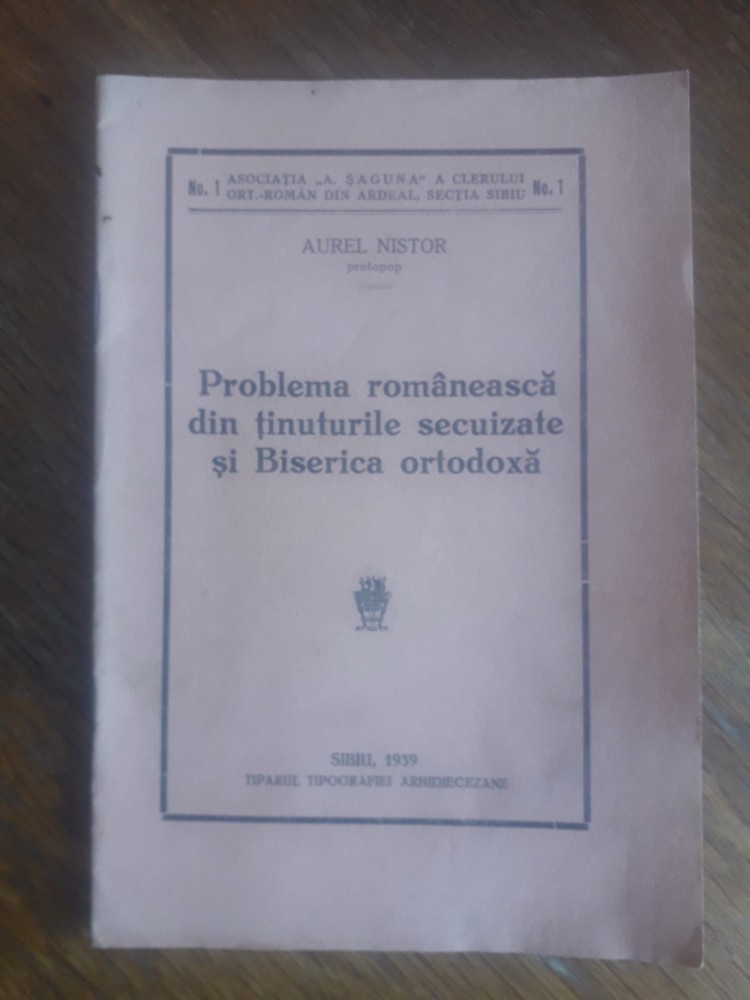 No. 1 ASOCIAȚIA „A. ȘAGUNA“ A CLERULUI No. 1
ORT.-ROMÂN DIN ARDEAL, SECȚIA SIBIU
AUREL NISTOR
protopop
Problema românească
din ținuturile secuizate
și Biserica ortodoxă
SIBIU, 1939
TIPARUL TIPOGRAFIEI ARHIDIECEZANE